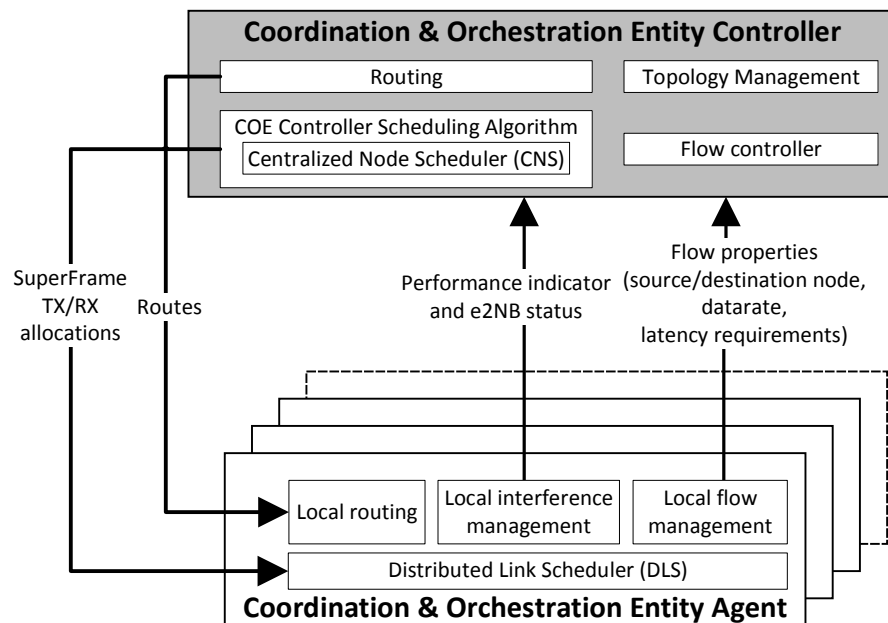 Coordination & Orchestration Entity Controller
Routing
Topology Management
COE Controller Scheduling Algorithm
Centralized Node Scheduler (CNS)
Flow controller
SuperFrame
TX/RX
allocations
Routes
Performance indicator
and e2NB status
Flow properties
(source/destination node,
datarate,
latency requirements)
Local routing
Local interference
management
Local flow
management
Distributed Link Scheduler (DLS)
Coordination & Orchestration Entity Agent